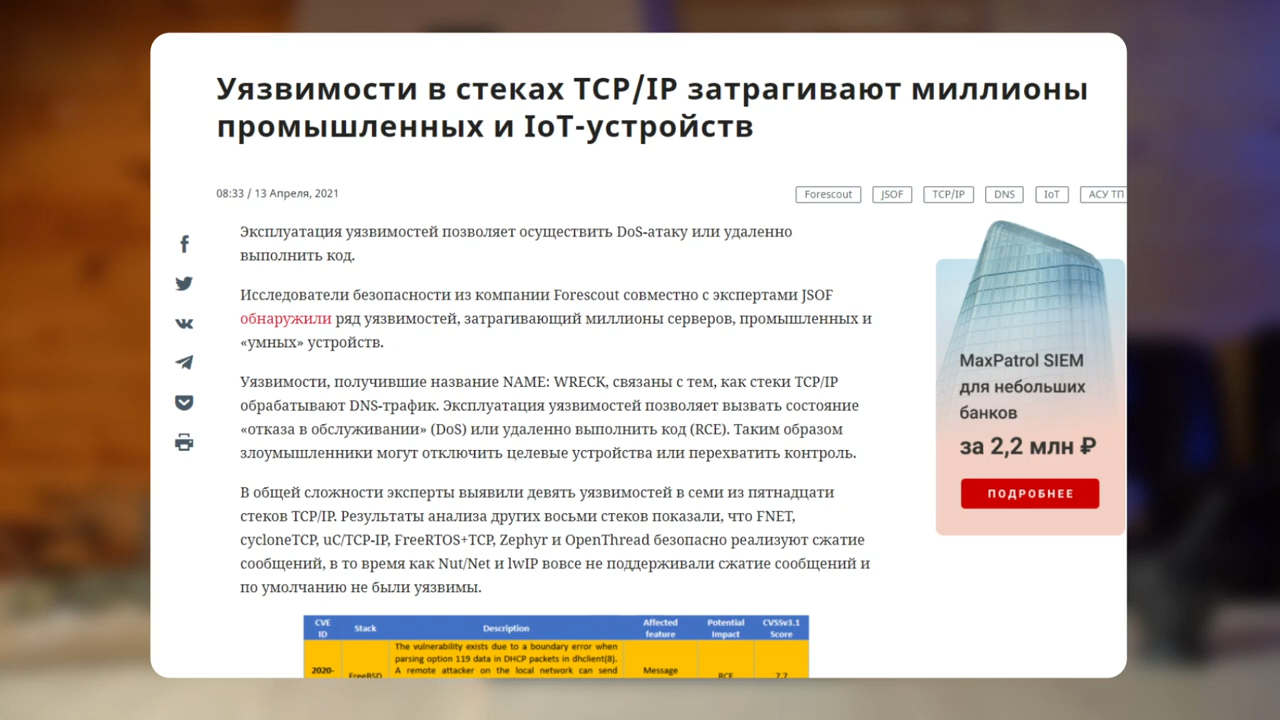 Уязвимости в стеках TCP/IP затрагивают миллионы
промышленных и IoT-устройств
08:33 / 13 Апреля, 2021
Forescout
JSOF
TCP/IP
DNS
IoT
АСУ ТП
Эксплуатация уязвимостей позволяет осуществить DoS-атаку или удаленно
выполнить код.
Исследователи безопасности из компании Forescout совместно с экспертами JSOF
обнаружили ряд уязвимостей, затрагивающий миллионы серверов, промышленных и
«умных» устройств.
Уязвимости, получившие название NAME: WRECK, связаны с тем, как стеки TCP/IP
обрабатывают DNS-трафик. Эксплуатация уязвимостей позволяет вызвать состояние
«отказа в обслуживании» (DoS) или удаленно выполнить код (RCE). Таким образом
злоумышленники могут отключить целевые устройства или перехватить контроль.
В общей сложности эксперты выявили девять уязвимостей в семи из пятнадцати
стеков TCP/IP. Результаты анализа других восьми стеков показали, что FNET,
cycloneTCP, uC/TCP-IP, FreeRTOS+TCP, Zephyr и OpenThread безопасно реализуют сжатие
сообщений, в то время как Nut/Net и lwIP вовсе не поддерживали сжатие сообщений и
по умолчанию не были уязвимы.
MaxPatrol SIEM
для небольших
банков
за 2,2 млн ₽
ПОДРОБНЕЕ
CVE ID
Stack
Description
Affected feature
Potential Impact
CVSSv3.1 Score
2020-
FreeBSD
The vulnerability exists due to a boundary error when
parsing option 119 data in DHCP packets in dhclient(8).
A remote attacker on the local network can send
Message
RCE
7.7